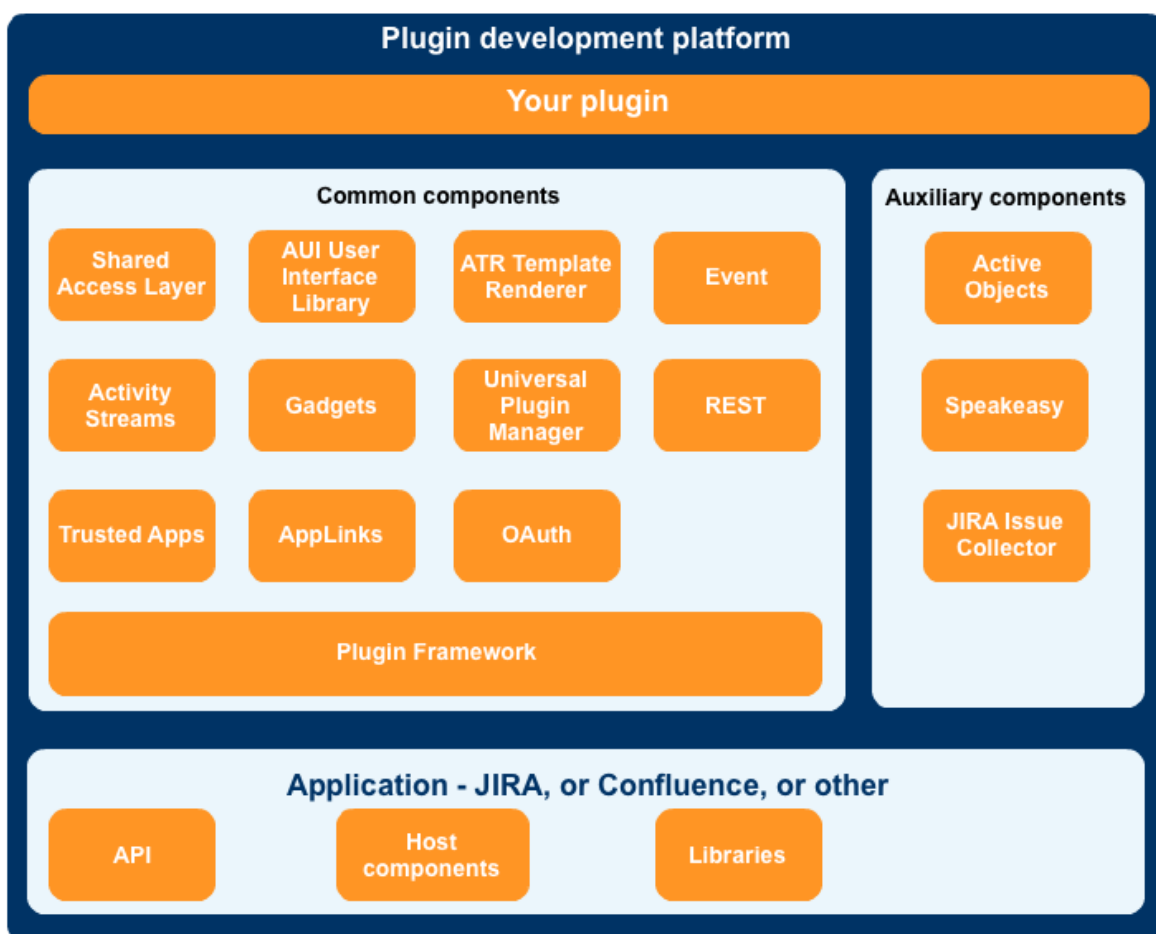 Plugin development platform
Your plugin
Common components
Shared
Access Layer
AUI User
Interface
Library
ATR Template
Renderer
Event
Activity
Streams
Gadgets
Universal
Plugin
Manager
REST
Trusted Apps
AppLinks
OAuth
Plugin Framework
Auxiliary components
Active
Objects
Speakeasy
JIRA Issue
Collector
Application - JIRA, or Confluence, or other
API
Host
components
Libraries